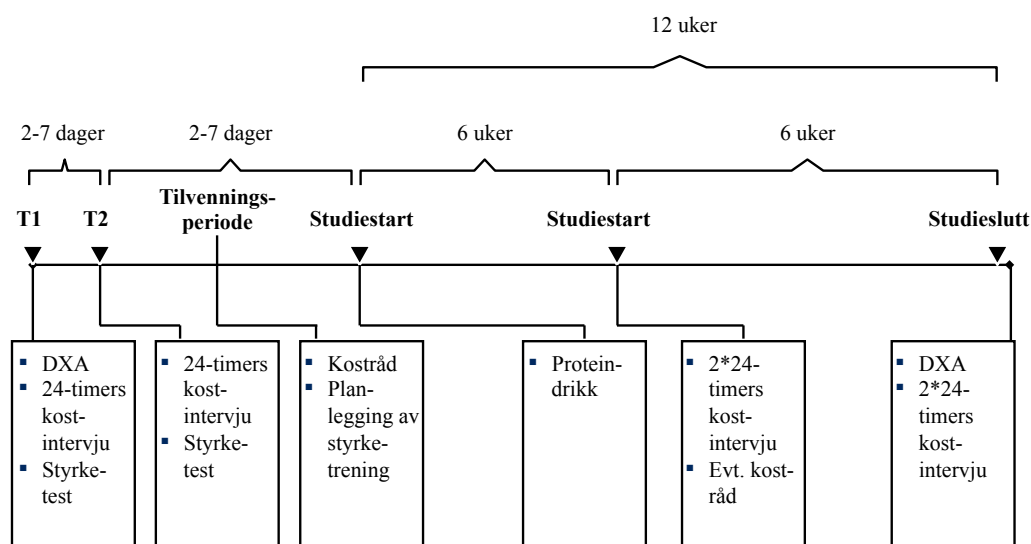 12 uker
2-7 dager
2-7 dager
6 uker
6 uker
T1
T2
Tilvennings-
periode
Studiestart
Studiestart
Studieslutt
▪ DXA
▪ 24-timers
kost-
intervju
▪ Styrke-
test
▪ 24-timers
kost-
intervju
▪ Styrke-
test
▪ Kostråd
▪ Plan-
legging av
styrke-
trening
▪ Protein-
drikk
▪ 2*24-
timers
kost-
intervju
▪ Evt. kost-
råd
▪ DXA
▪ 2*24-
timers
kost-
intervju